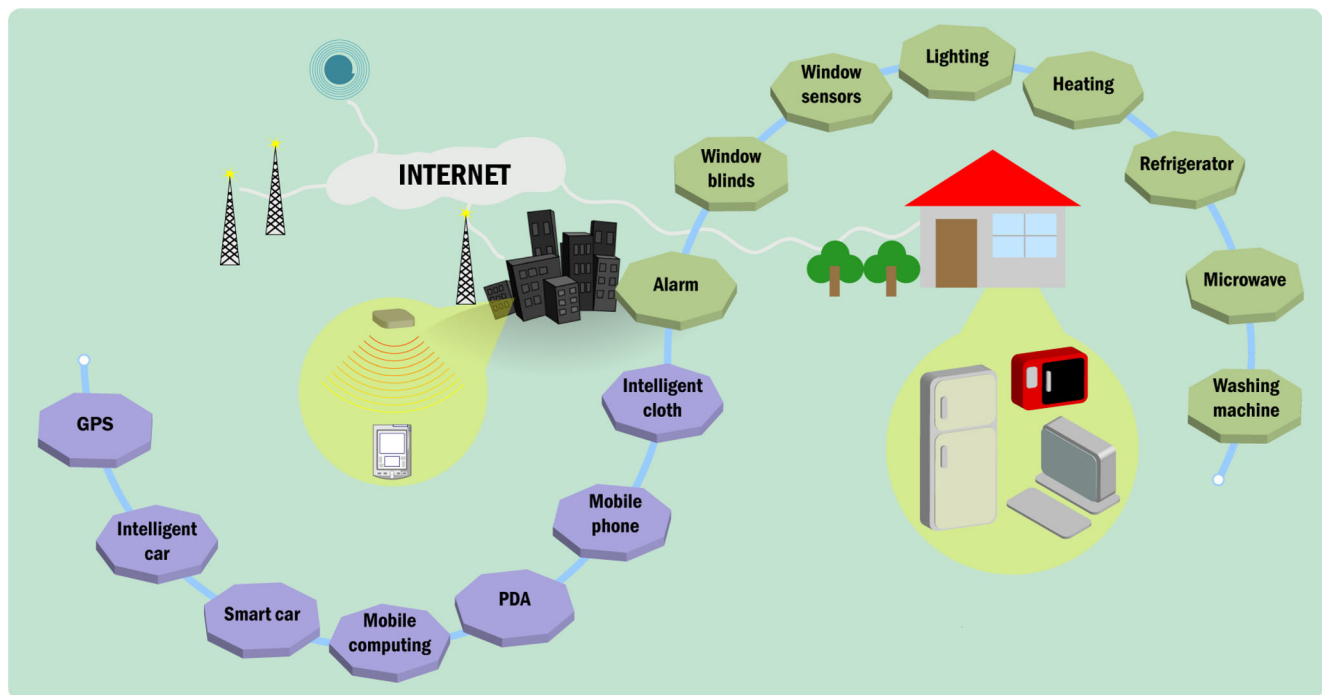 INTERNET
GPS
Intelligent
car
Smart car
Mobile
computing
PDA
Mobile
phone
Intelligent
cloth
Alarm
Window
blinds
Window
sensors
Lighting
Heating
Refrigerator
Microwave
Washing
machine